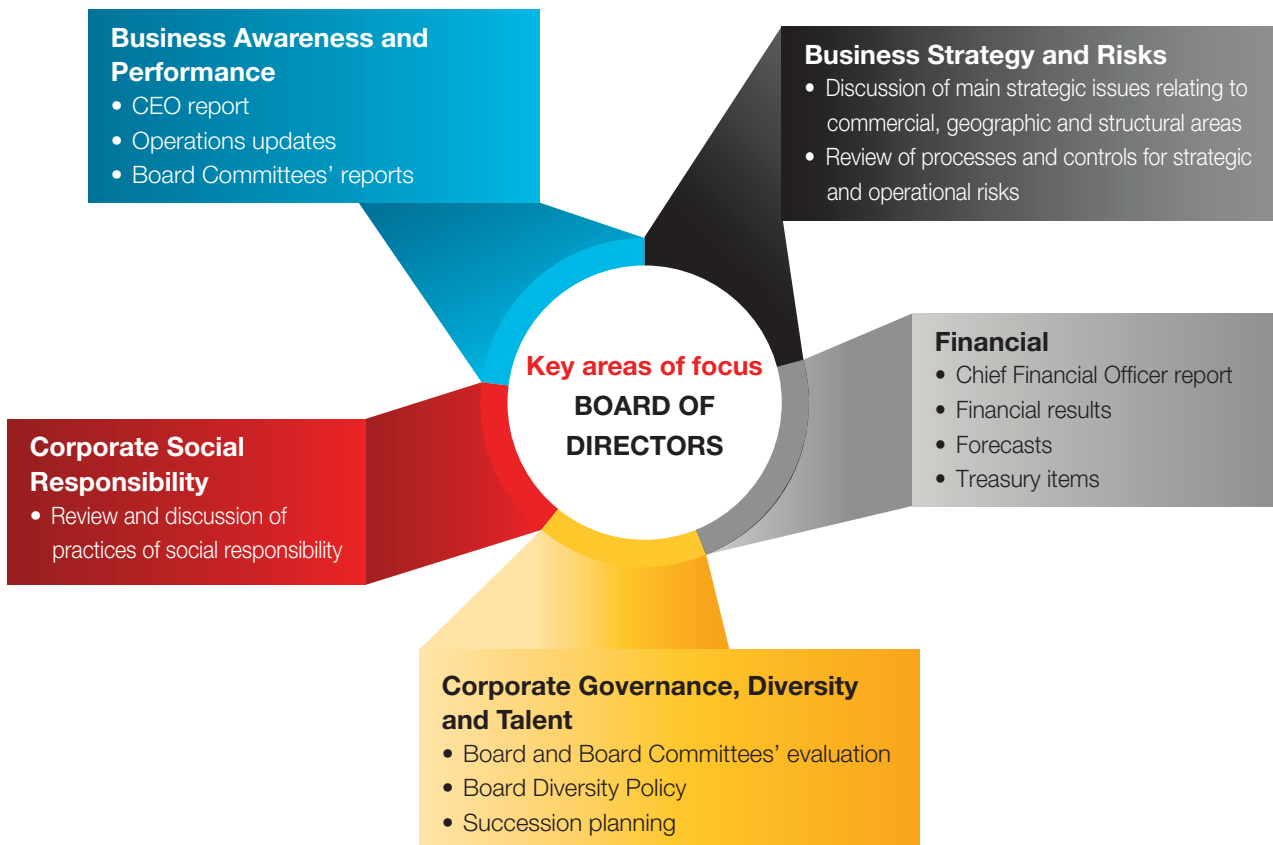 Business Awareness and
Performance
• CEO report
• Operations updates
• Board Committees’ reports
Business Strategy and Risks
• Discussion of main strategic issues relating to
commercial, geographic and structural areas
• Review of processes and controls for strategic
and operational risks
Key areas of focus
BOARD OF
DIRECTORS
Financial
• Chief Financial Officer report
• Financial results
• Forecasts
• Treasury items
Corporate Social
Responsibility
• Review and discussion of
practices of social responsibility
Corporate Governance, Diversity
and Talent
• Board and Board Committees’ evaluation
• Board Diversity Policy
• Succession planning